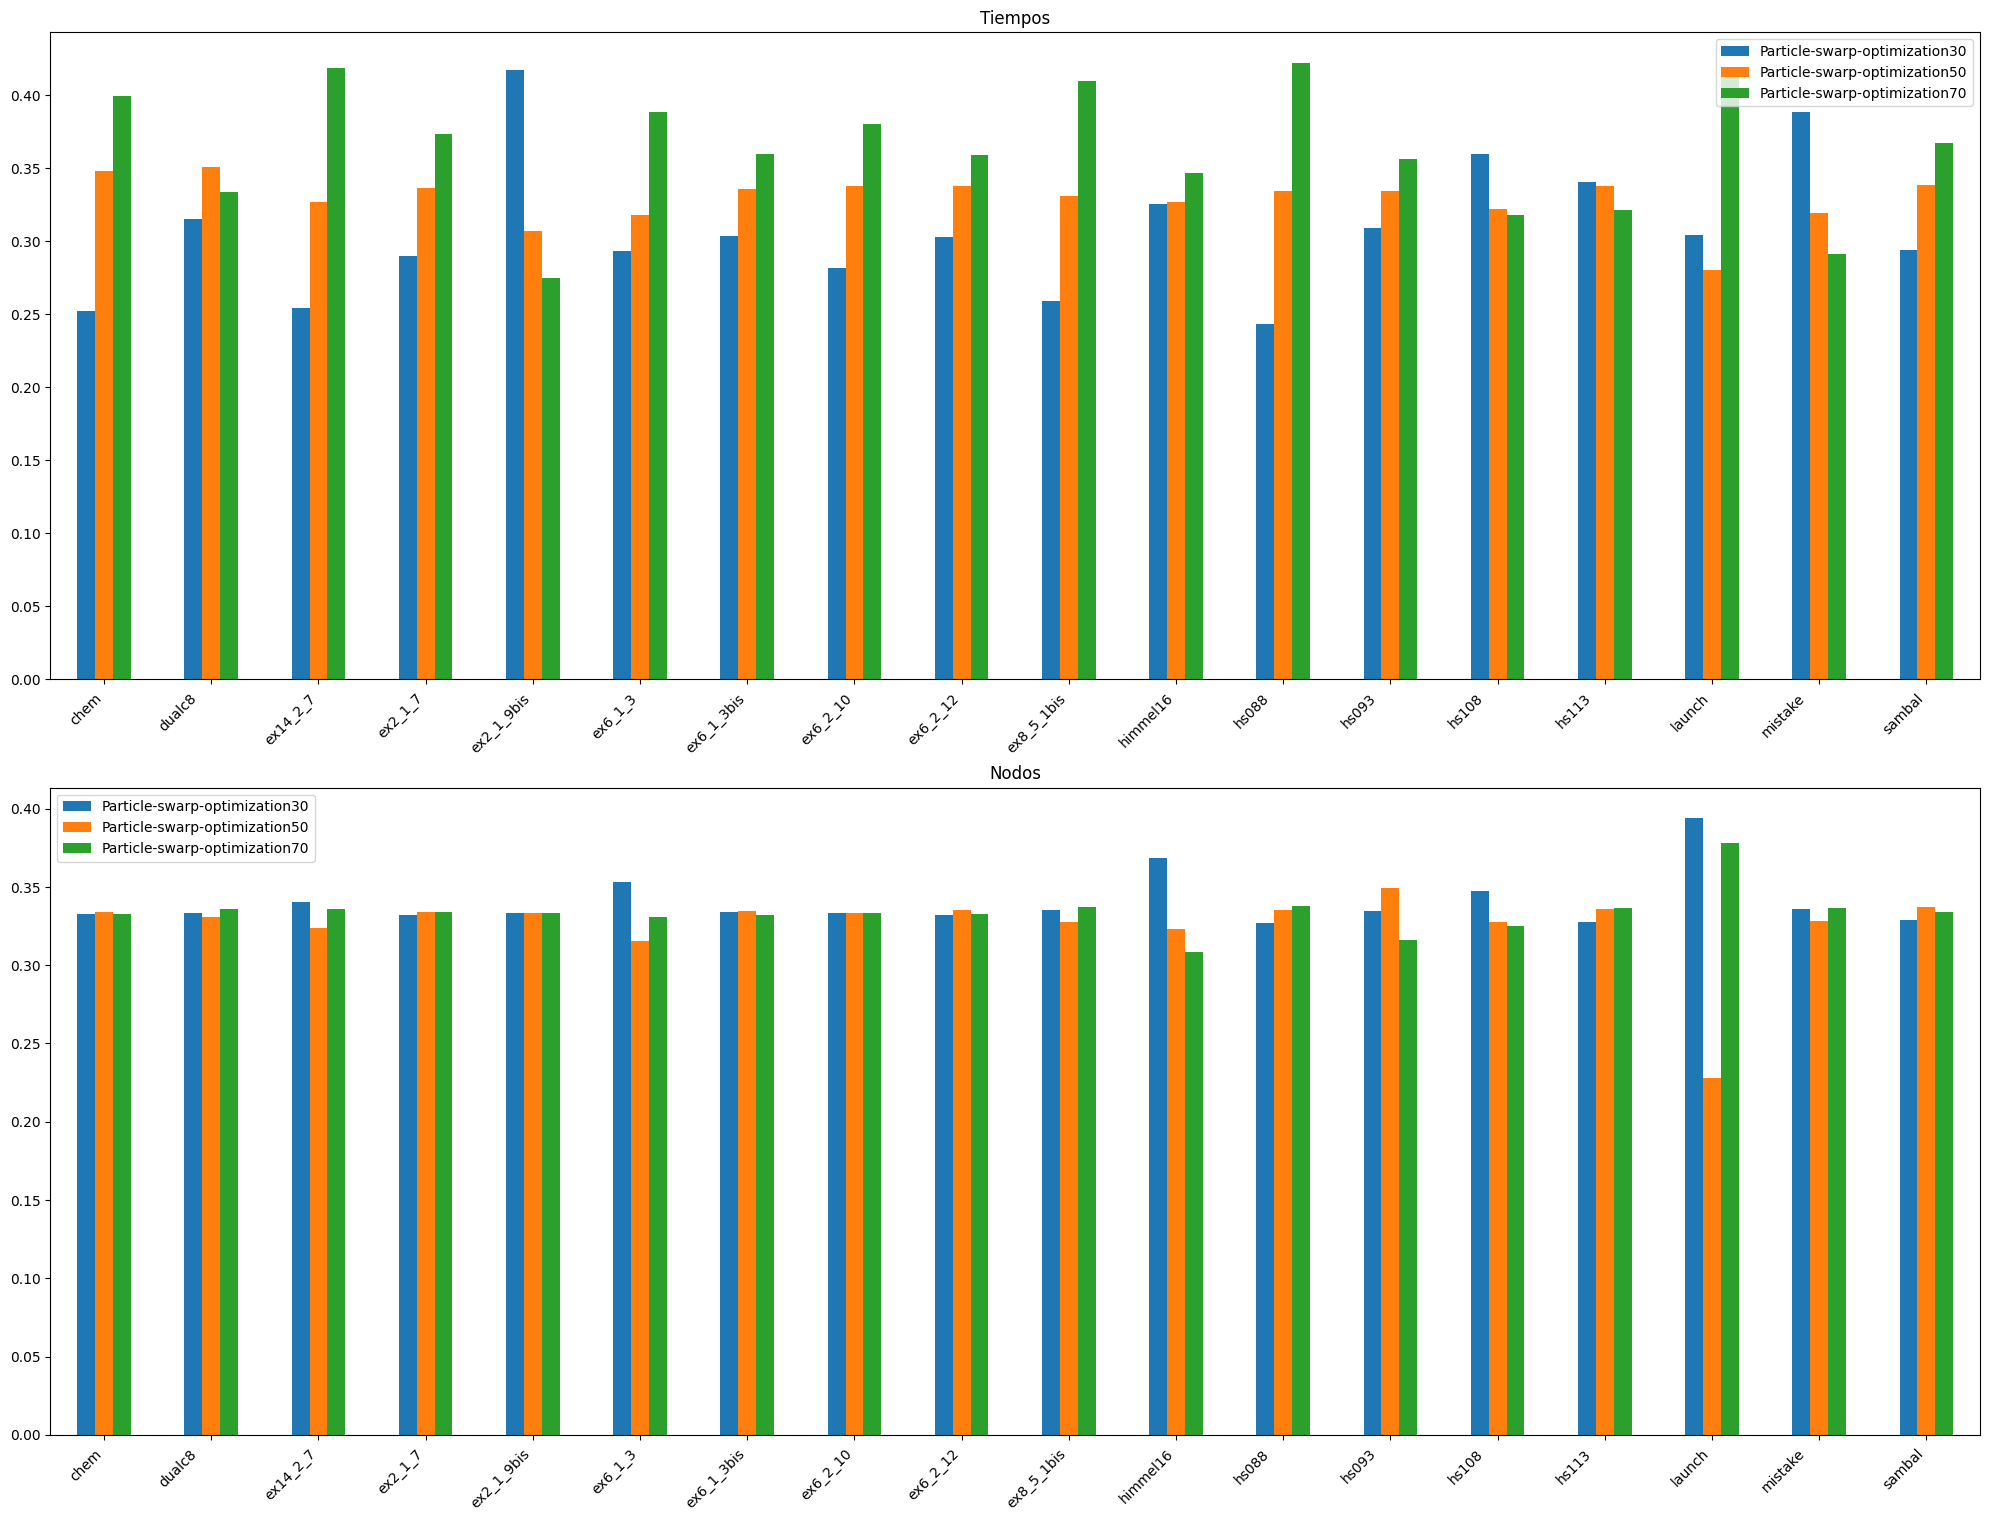 Tiempos
Particle-swarp-optimization30
Particle-swarp-optimization50
Particle-swarp-optimization70
0.40
0.35
0.30
0.25
0.20
0.15
0.10
0.05
0.00
chem dualc8 ex14_2_7 ex2_1_7 ex2_1_9bis ex6_1_3 ex6_1_3bis ex6_2_10 ex6_2_12 ex8_5_1bis himmel16 hs088 hs093 hs108 hs113 launch mistake sambal
Nodos
Particle-swarp-optimization30
Particle-swarp-optimization50
Particle-swarp-optimization70
0.40
0.35
0.30
0.25
0.20
0.15
0.10
0.05
0.00
chem dualc8 ex14_2_7 ex2_1_7 ex2_1_9bis ex6_1_3 ex6_1_3bis ex6_2_10 ex6_2_12 ex8_5_1bis himmel16 hs088 hs093 hs108 hs113 launch mistake sambal